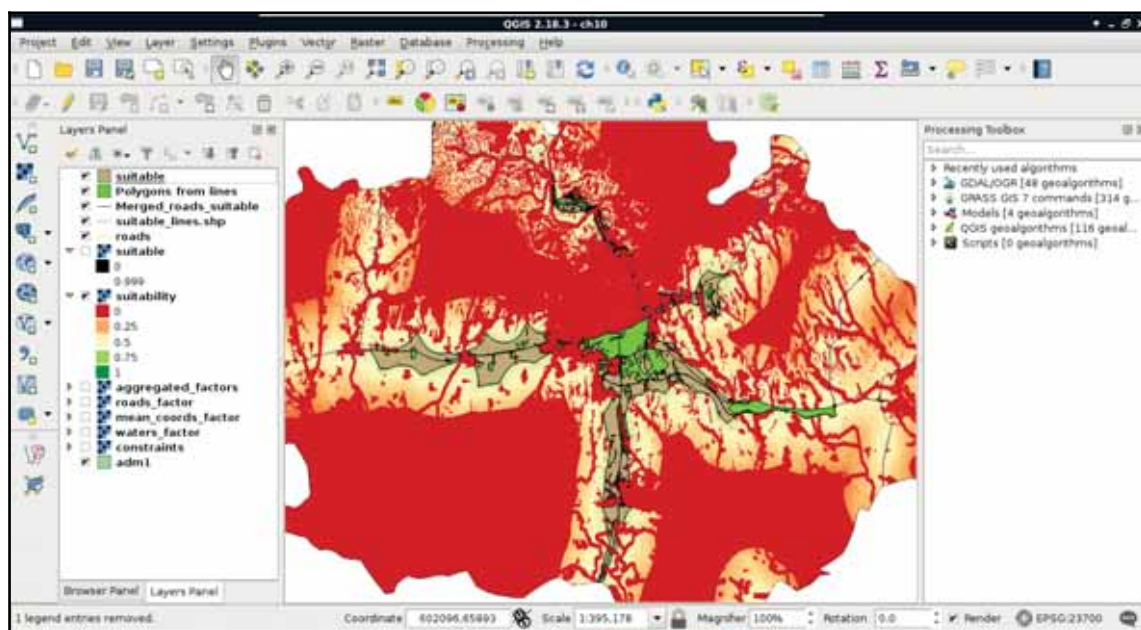 QGIS 2.18.3 - ch10
Project Edit View Layer Settings Plugins Vector Raster Database Processing Help
Layers Panel
suitable
Polygons from lines
Merged_roads_suitable
suitable_lines.shp
roads
suitable
0
0.999
suitability
0
0.25
0.5
0.75
1
aggregated_factors
roads_factor
mean_coords_factor
waters_factor
constraints
adm1
Browser Panel Layers Panel
Processing Toolbox
Search...
Recently used algorithms
GDAL/OGR [48 geoalgorithms]
GRASS GIS 7 commands [314 g...
Models [4 geoalgorithms]
QGIS geoalgorithms [116 geoal...
Scripts [0 geoalgorithms]
1 legend entries removed. Coordinate 602096,65893 Scale 1:395,178 Magnifier 100% Rotation 0.0 Render EPSG:23700